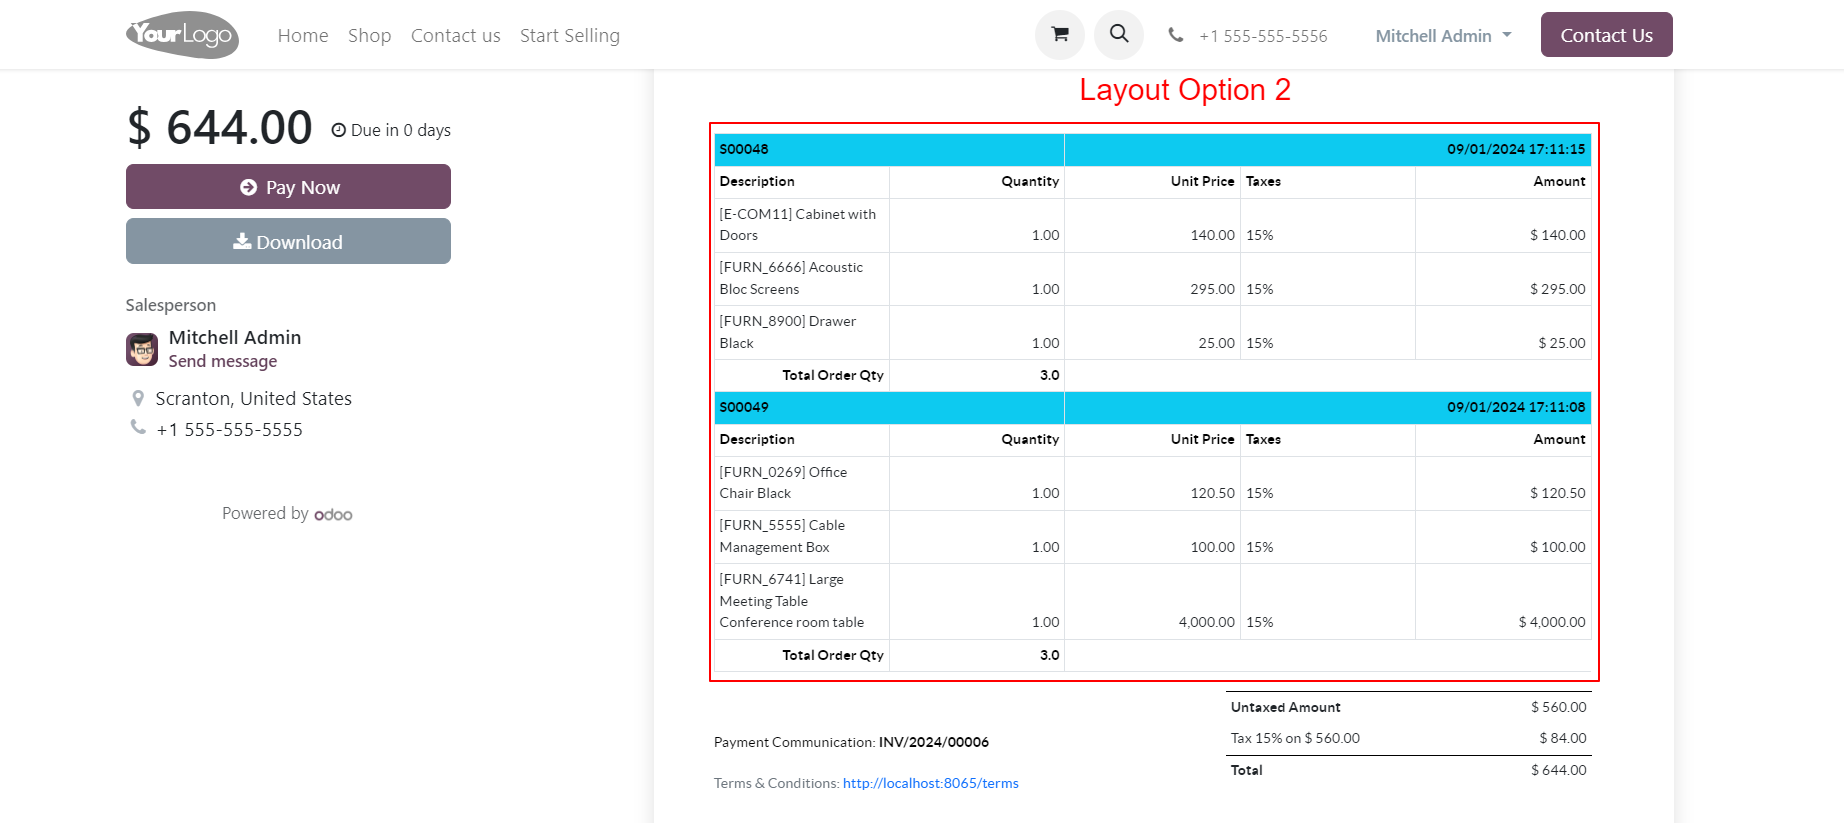 YourLogo Home Shop Contact us Start Selling +1 555-555-5556 Mitchell Admin Contact Us
$ 644.00 Due in 0 days
Pay Now
Download
Salesperson
Mitchell Admin
Send message
Scranton, United States
+1 555-555-5555
Powered by odoo
Layout Option 2
S00048 09/01/2024 17:11:15
Description Quantity Unit Price Taxes Amount
[E-COM11] Cabinet with
Doors 1.00 140.00 15% $ 140.00
[FURN_6666] Acoustic
Bloc Screens 1.00 295.00 15% $ 295.00
[FURN_8900] Drawer
Black 1.00 25.00 15% $ 25.00
Total Order Qty 3.0
S00049 09/01/2024 17:11:08
Description Quantity Unit Price Taxes Amount
[FURN_0269] Office
Chair Black 1.00 120.50 15% $ 120.50
[FURN_5555] Cable
Management Box 1.00 100.00 15% $ 100.00
[FURN_6741] Large
Meeting Table
Conference room table 1.00 4,000.00 15% $ 4,000.00
Total Order Qty 3.0
Untaxed Amount $ 560.00
Tax 15% on $ 560.00 $ 84.00
Total $ 644.00
Payment Communication: INV/2024/00006
Terms & Conditions: http://localhost:8065/terms